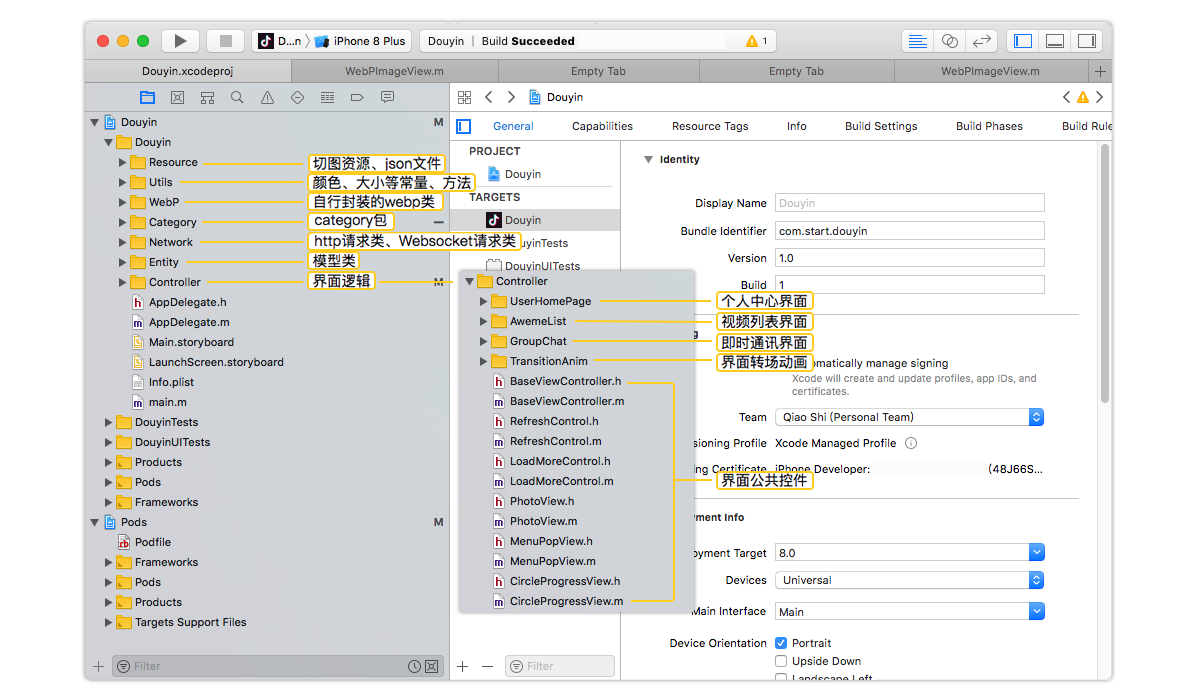 D...n
iPhone 8 Plus
Douyin | Build Succeeded
1
Douyin.xcodeproj
WebPImageView.m
Empty Tab
Empty Tab
WebPImageView.m
Douyin
M
Douyin
Resource
切图资源、json文件
Utils
颜色、大小等常量、方法
WebP
自行封装的webp类
Category
category包
Network
http请求类、Websocket请求类
Entity
模型类
Controller
界面逻辑
M
AppDelegate.h
AppDelegate.m
Main.storyboard
LaunchScreen.storyboard
Info.plist
main.m
DouyinTests
DouyinUITests
Products
Pods
Frameworks
Pods
M
Podfile
Frameworks
Pods
Products
Targets Support Files
Filter
Douyin
General
Capabilities
Resource Tags
Info
Build Settings
Build Phases
Build Rule
PROJECT
Douyin
TARGETS
Douyin
uyinTests
DouyinUITests
Controller
UserHomePage
个人中心界面
AwemeList
视频列表界面
GroupChat
即时通讯界面
TransitionAnim
界面转场动画
BaseViewController.h
BaseViewController.m
RefreshControl.h
RefreshControl.m
LoadMoreControl.h
LoadMoreControl.m
界面公共控件
PhotoView.h
PhotoView.m
MenuPopView.h
MenuPopView.m
CircleProgressView.h
CircleProgressView.m
Filter
Identity
Display Name
Douyin
Bundle Identifier
com.start.douyin
Version
1.0
Build
1
g
omatically manage signing
Xcode will create and update profiles, app IDs, and
certificates.
Team
Qiao Shi (Personal Team)
sioning Profile
Xcode Managed Profile
ng Certificate
iPhone Developer:
(48J66S...
yment Info
oyment Target
8.0
Devices
Universal
Main Interface
Main
Device Orientation
Portrait
Upside Down
Landscape Left